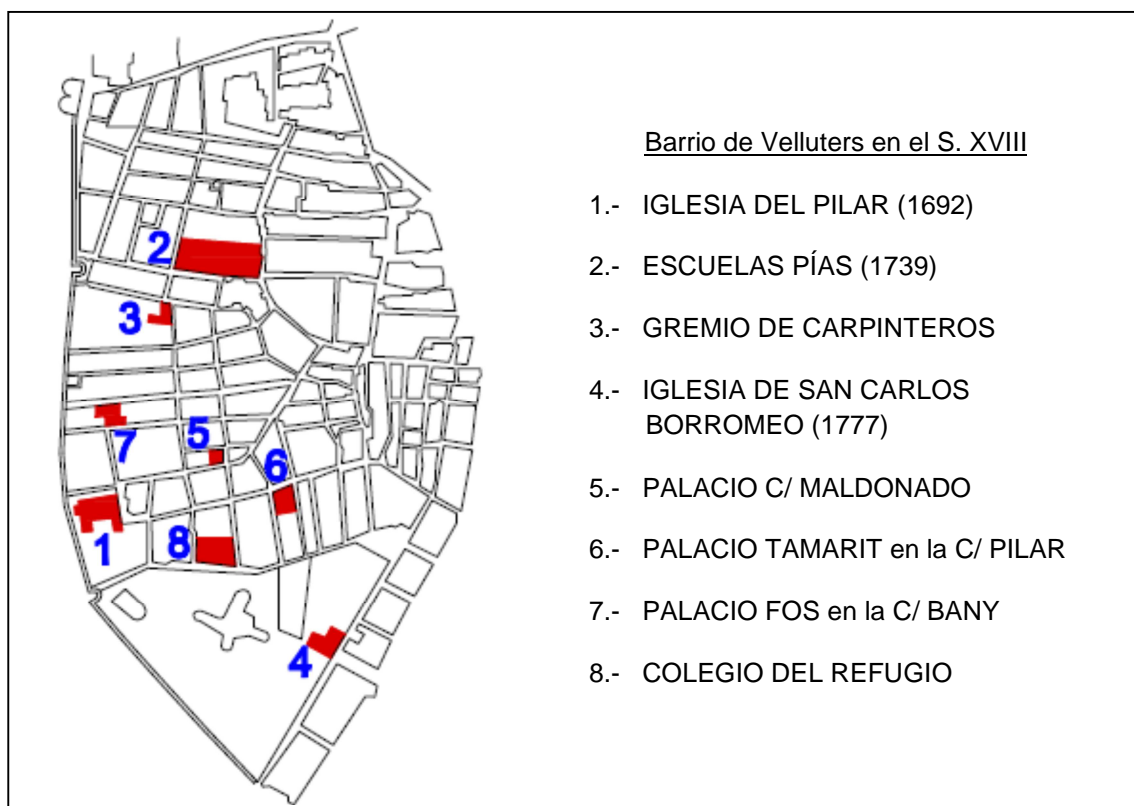 Barrio de Velluters en el S. XVIII
1.- IGLESIA DEL PILAR (1692)
2.- ESCUELAS PÍAS (1739)
3.- GREMIO DE CARPINTEROS
4.- IGLESIA DE SAN CARLOS
BORROMEO (1777)
5.- PALACIO C/ MALDONADO
6.- PALACIO TAMARIT en la C/ PILAR
7.- PALACIO FOS en la C/ BANY
8.- COLEGIO DEL REFUGIO
2
3
7
5
6
1
8
4